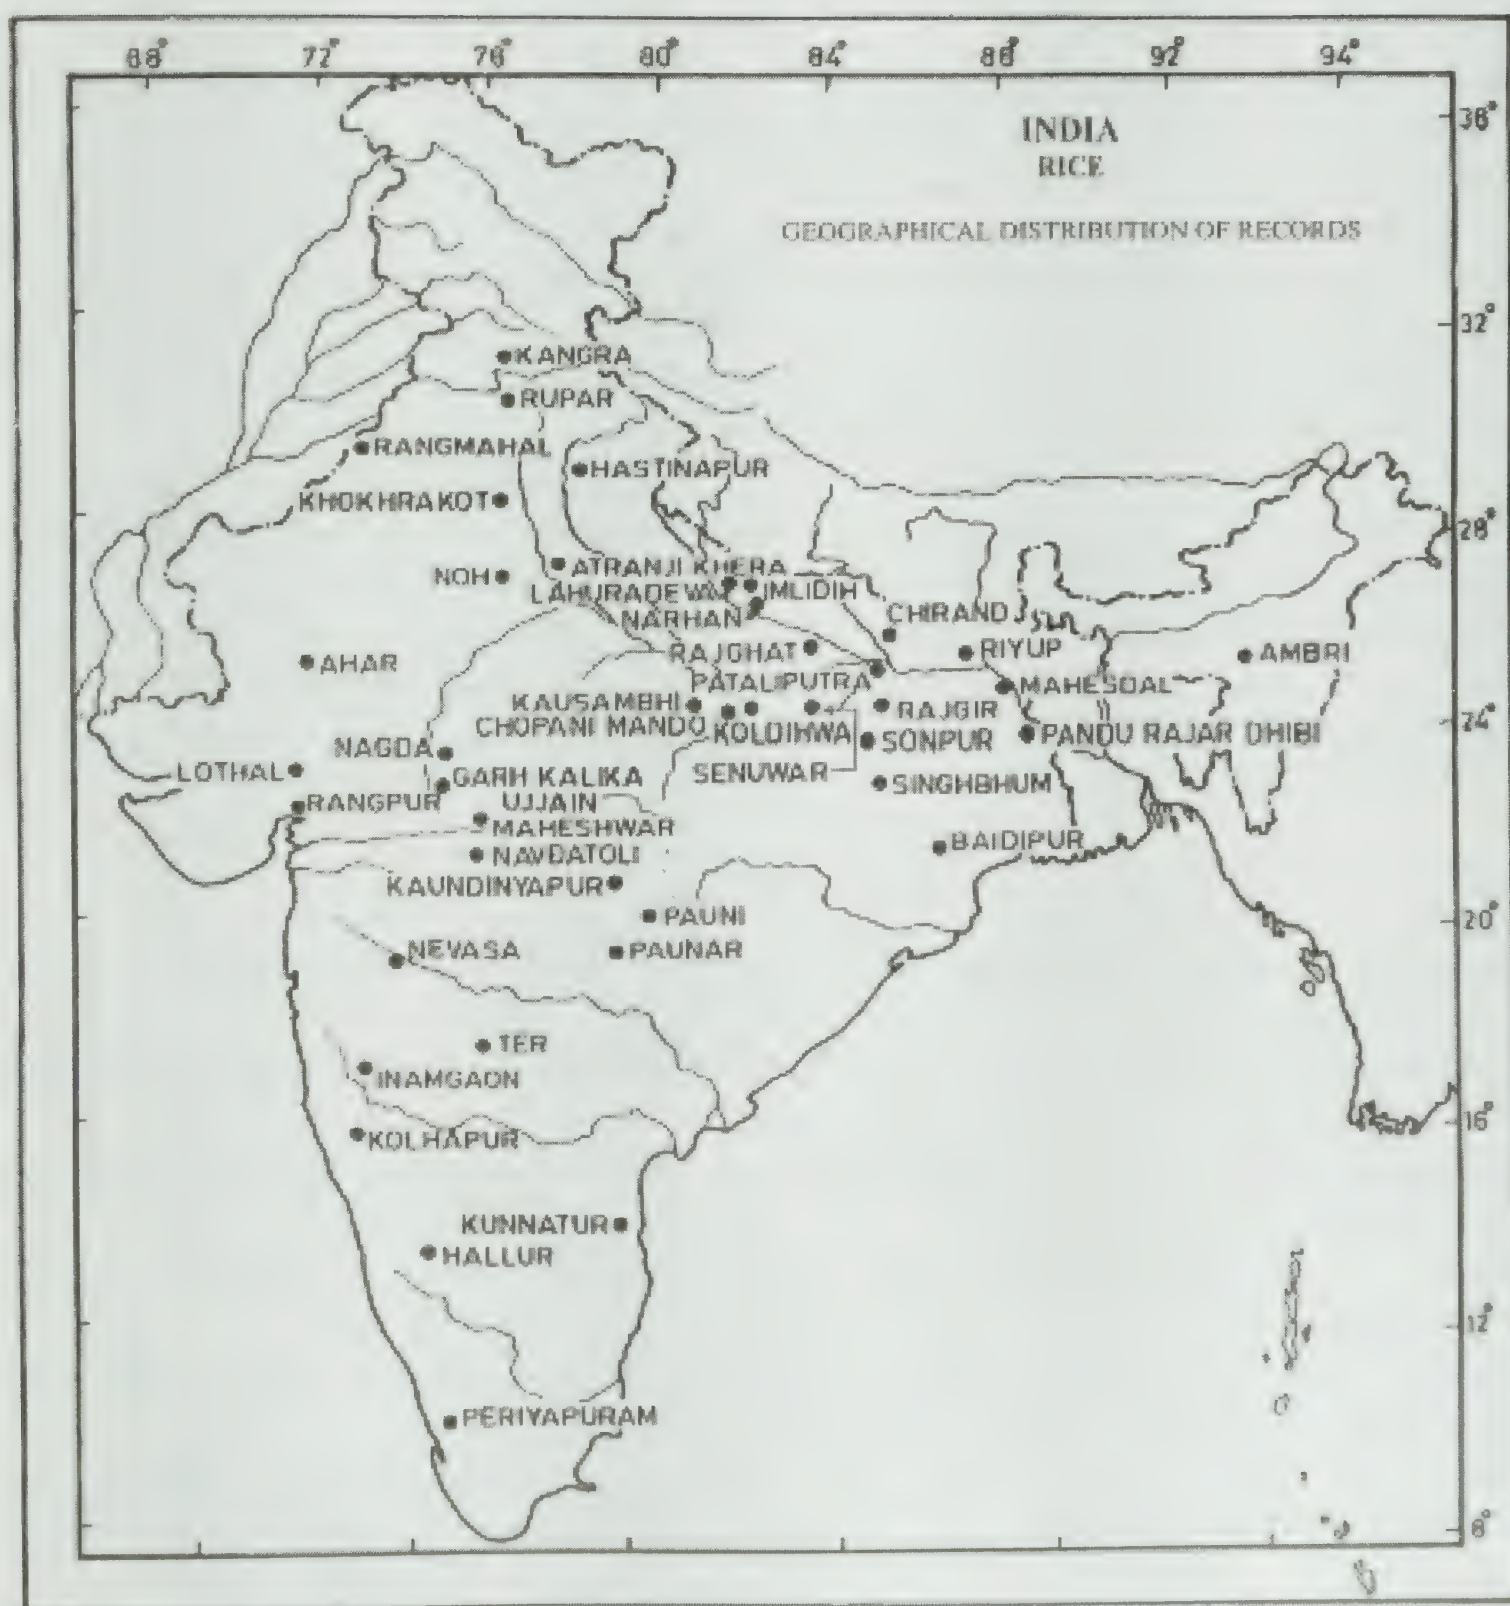 68° 72° 76° 80° 84° 88° 92° 94°
INDIA
RICE
GEOGRAPHICAL DISTRIBUTION OF RECORDS
36°
32°
28°
24°
20°
16°
12°
8°
KANGRA
RUPAR
RANGMAHAL
HASTINAPUR
KHOKHRAKOT
ATRANJI KHERA
NOH
LAHURADEWA
IMLIDIH
NARHAN
CHIRAND
RAJGHAT
RIYUP
AMBRI
AHAR
PATALIPUTRA
MAHESDAL
KAUSAMBHI
RAJGIR
CHOPANI MANDO
KOLDIHWA
SONPUR
PANDU RAJAR DHIBI
NAGDA
LOTHAL
GARH KALIKA
SENUWAR
SINGHBHUM
RANGPUR
UJJAIN
MAHESHWAR
BAIDIPUR
NAVDATOLI
KAUNDINYAPUR
PAUNI
NEVASA
PAUNAR
TER
INAMGAON
KOLHAPUR
KUNNATUR
HALLUR
PERIYAPURAM